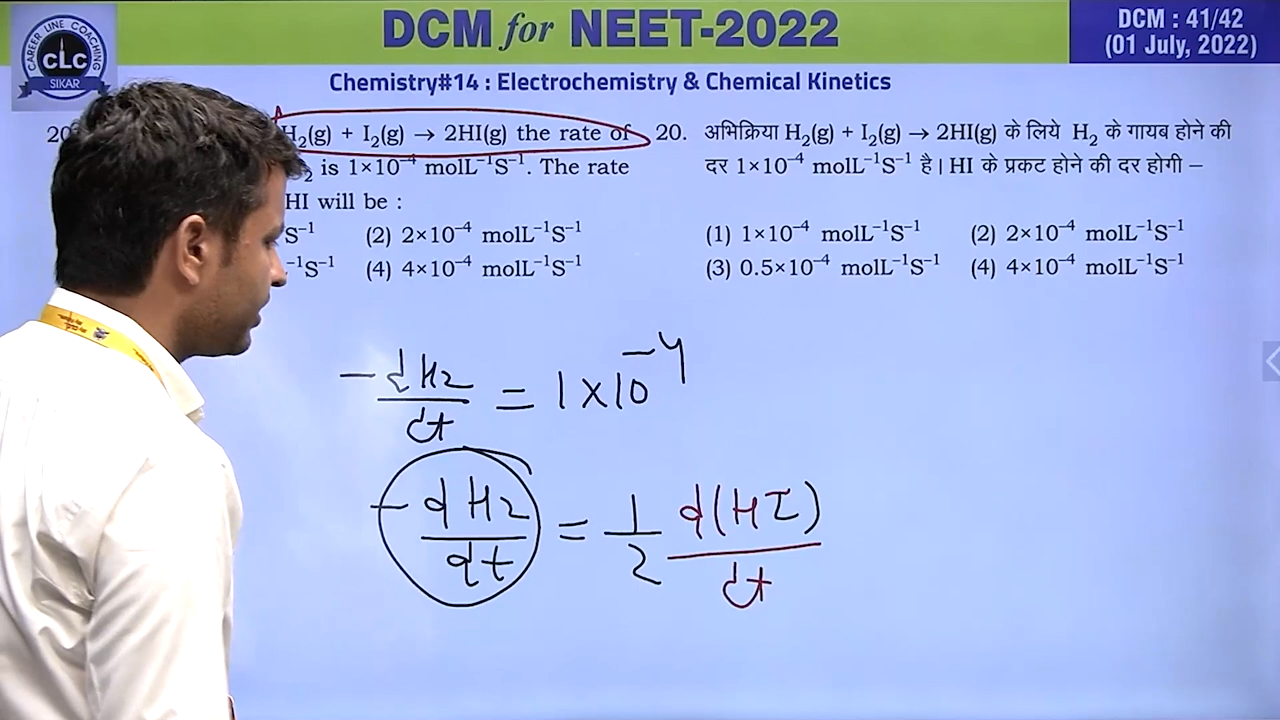 DCM for NEET-2022
DCM : 41/42
(01 July, 2022)
CAREER LINE COACHING
CLC
SIKAR
Chemistry#14 : Electrochemistry & Chemical Kinetics
20
H₂(g) + I₂(g) → 2HI(g) the rate of
₂ is 1×10⁻⁴ molL⁻¹S⁻¹. The rate
HI will be :
S⁻¹ (2) 2×10⁻⁴ molL⁻¹S⁻¹
⁻¹S⁻¹ (4) 4×10⁻⁴ molL⁻¹S⁻¹
20. अभिक्रिया H₂(g) + I₂(g) → 2HI(g) के लिये H₂ के गायब होने की
दर 1×10⁻⁴ molL⁻¹S⁻¹ है। HI के प्रकट होने की दर होगी –
(1) 1×10⁻⁴ molL⁻¹S⁻¹ (2) 2×10⁻⁴ molL⁻¹S⁻¹
(3) 0.5×10⁻⁴ molL⁻¹S⁻¹ (4) 4×10⁻⁴ molL⁻¹S⁻¹
-dH₂/dt = 1×10⁻⁴
-dH₂/dt = 1/2 d(HI)/dt